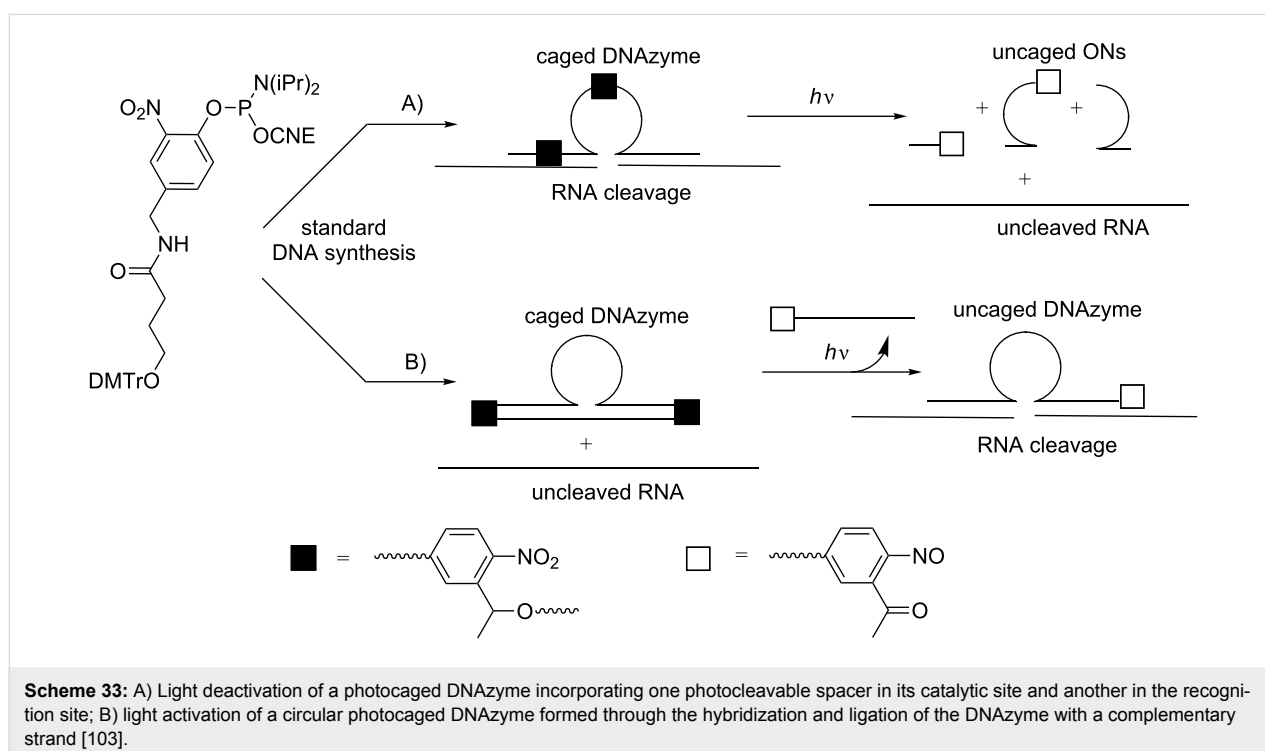 caged DNAzyme
uncaged ONs
N(iPr)2
O2N
O P
OCNE
A)
hν
+ +
RNA cleavage
+
uncleaved RNA
NH
O
standard
DNA synthesis
DMTrO
B)
caged DNAzyme
hν
uncaged DNAzyme
+
uncleaved RNA
RNA cleavage
= NO2
O
= NO
O
Scheme 33: A) Light deactivation of a photocaged DNAzyme incorporating one photocleavable spacer in its catalytic site and another in the recogni-
tion site; B) light activation of a circular photocaged DNAzyme formed through the hybridization and ligation of the DNAzyme with a complementary
strand [103].